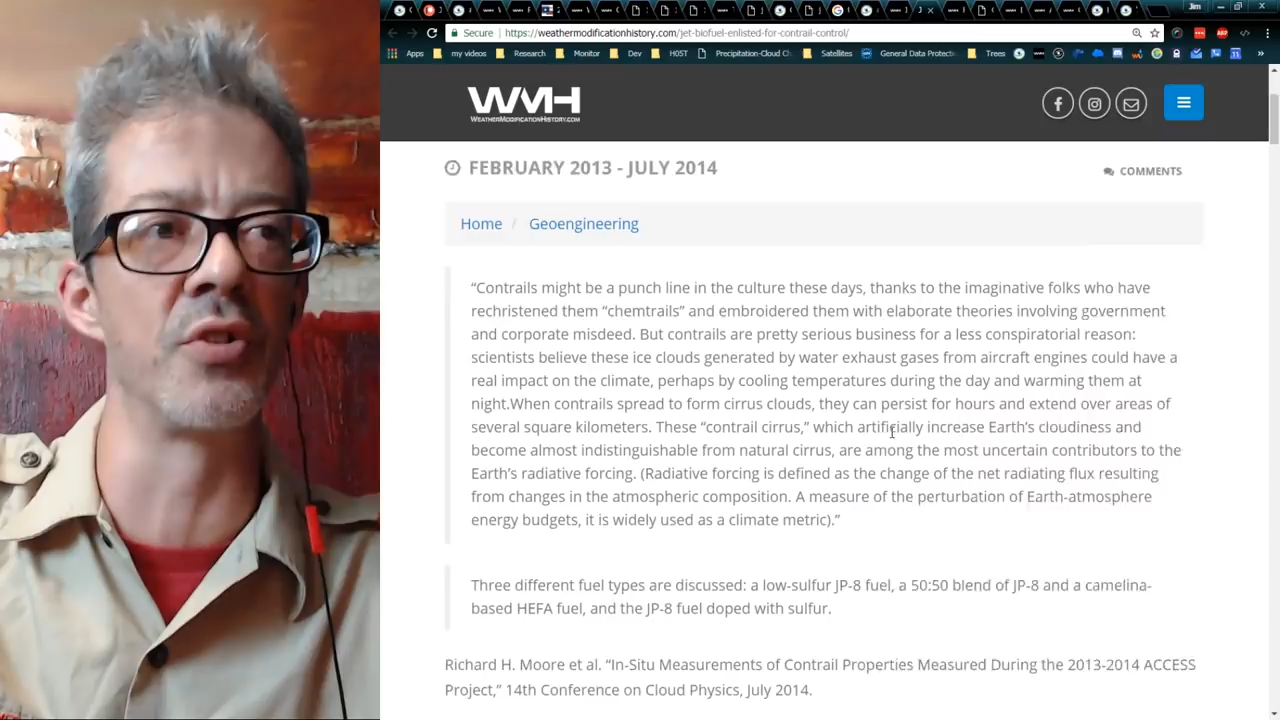 Jim
Secure
https://weathermodificationhistory.com/jet-biofuel-enlisted-for-contrail-control/
Apps my videos Research Monitor Dev H05T Precipitation-Cloud Ch Satellites General Data Protecti Trees
WMH
WEATHERMODIFICATIONHISTORY.COM
FEBRUARY 2013 - JULY 2014
COMMENTS
Home / Geoengineering
“Contrails might be a punch line in the culture these days, thanks to the imaginative folks who have
rechristened them “chemtrails” and embroidered them with elaborate theories involving government
and corporate misdeed. But contrails are pretty serious business for a less conspiratorial reason:
scientists believe these ice clouds generated by water exhaust gases from aircraft engines could have a
real impact on the climate, perhaps by cooling temperatures during the day and warming them at
night.When contrails spread to form cirrus clouds, they can persist for hours and extend over areas of
several square kilometers. These “contrail cirrus,” which artificially increase Earth’s cloudiness and
become almost indistinguishable from natural cirrus, are among the most uncertain contributors to the
Earth’s radiative forcing. (Radiative forcing is defined as the change of the net radiating flux resulting
from changes in the atmospheric composition. A measure of the perturbation of Earth-atmosphere
energy budgets, it is widely used as a climate metric).”
Three different fuel types are discussed: a low-sulfur JP-8 fuel, a 50:50 blend of JP-8 and a camelina-
based HEFA fuel, and the JP-8 fuel doped with sulfur.
Richard H. Moore et al. “In-Situ Measurements of Contrail Properties Measured During the 2013-2014 ACCESS
Project,” 14th Conference on Cloud Physics, July 2014.